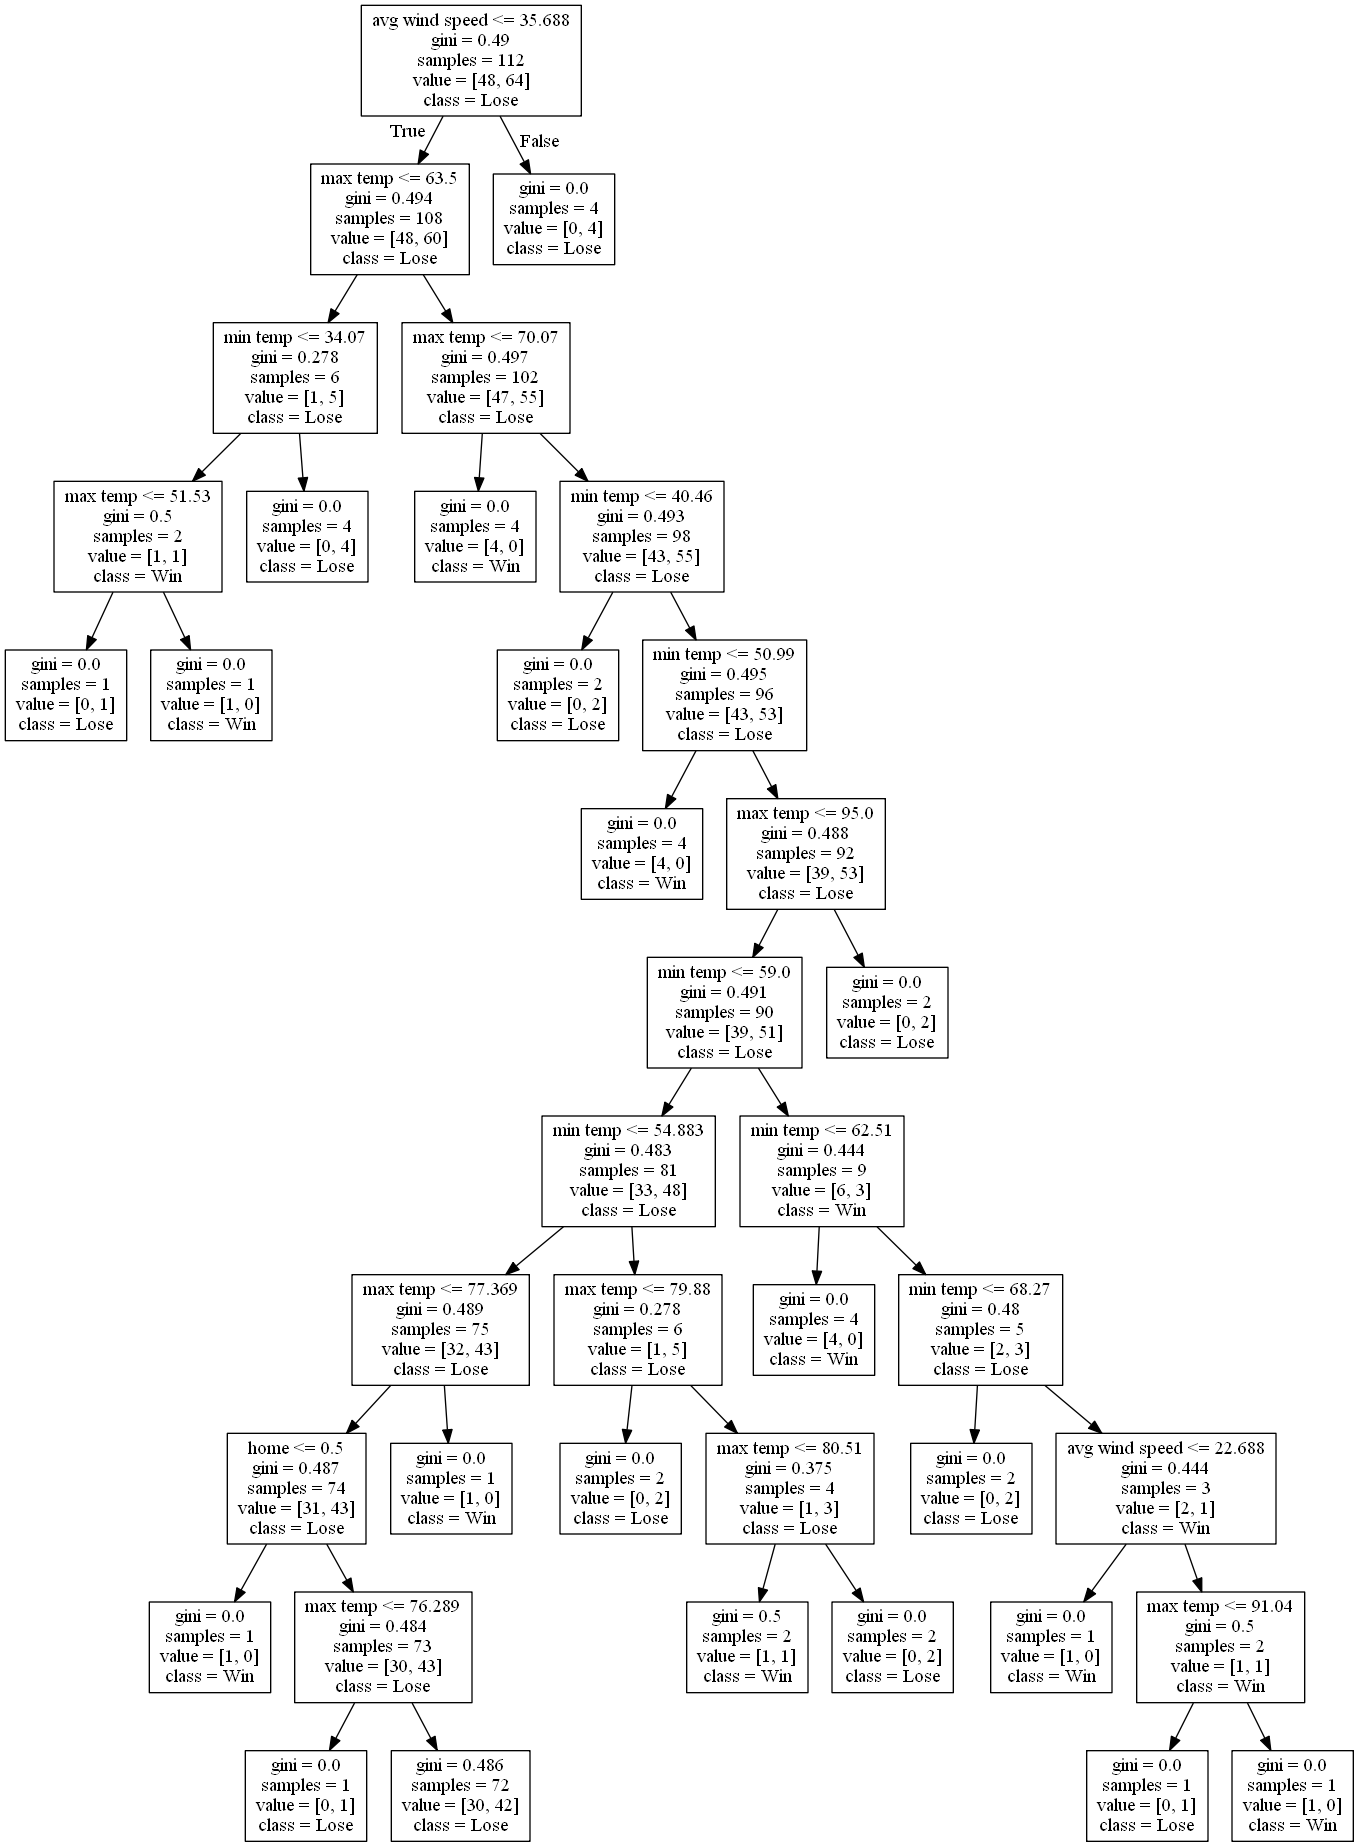 avg wind speed <= 35.688
gini = 0.49
samples = 112
value = [48, 64]
class = Lose
True
False
max temp <= 63.5
gini = 0.494
samples = 108
value = [48, 60]
class = Lose
gini = 0.0
samples = 4
value = [0, 4]
class = Lose
min temp <= 34.07
gini = 0.278
samples = 6
value = [1, 5]
class = Lose
max temp <= 70.07
gini = 0.497
samples = 102
value = [47, 55]
class = Lose
max temp <= 51.53
gini = 0.5
samples = 2
value = [1, 1]
class = Win
gini = 0.0
samples = 4
value = [0, 4]
class = Lose
gini = 0.0
samples = 4
value = [4, 0]
class = Win
min temp <= 40.46
gini = 0.493
samples = 98
value = [43, 55]
class = Lose
gini = 0.0
samples = 1
value = [0, 1]
class = Lose
gini = 0.0
samples = 1
value = [1, 0]
class = Win
gini = 0.0
samples = 2
value = [0, 2]
class = Lose
min temp <= 50.99
gini = 0.495
samples = 96
value = [43, 53]
class = Lose
gini = 0.0
samples = 4
value = [4, 0]
class = Win
max temp <= 95.0
gini = 0.488
samples = 92
value = [39, 53]
class = Lose
min temp <= 59.0
gini = 0.491
samples = 90
value = [39, 51]
class = Lose
gini = 0.0
samples = 2
value = [0, 2]
class = Lose
min temp <= 54.883
gini = 0.483
samples = 81
value = [33, 48]
class = Lose
min temp <= 62.51
gini = 0.444
samples = 9
value = [6, 3]
class = Win
max temp <= 77.369
gini = 0.489
samples = 75
value = [32, 43]
class = Lose
max temp <= 79.88
gini = 0.278
samples = 6
value = [1, 5]
class = Lose
gini = 0.0
samples = 4
value = [4, 0]
class = Win
min temp <= 68.27
gini = 0.48
samples = 5
value = [2, 3]
class = Lose
home <= 0.5
gini = 0.487
samples = 74
value = [31, 43]
class = Lose
gini = 0.0
samples = 1
value = [1, 0]
class = Win
gini = 0.0
samples = 2
value = [0, 2]
class = Lose
max temp <= 80.51
gini = 0.375
samples = 4
value = [1, 3]
class = Lose
gini = 0.0
samples = 2
value = [0, 2]
class = Lose
avg wind speed <= 22.688
gini = 0.444
samples = 3
value = [2, 1]
class = Win
gini = 0.0
samples = 1
value = [1, 0]
class = Win
max temp <= 76.289
gini = 0.484
samples = 73
value = [30, 43]
class = Lose
gini = 0.5
samples = 2
value = [1, 1]
class = Win
gini = 0.0
samples = 2
value = [0, 2]
class = Lose
gini = 0.0
samples = 1
value = [1, 0]
class = Win
max temp <= 91.04
gini = 0.5
samples = 2
value = [1, 1]
class = Win
gini = 0.0
samples = 1
value = [0, 1]
class = Lose
gini = 0.486
samples = 72
value = [30, 42]
class = Lose
gini = 0.0
samples = 1
value = [0, 1]
class = Lose
gini = 0.0
samples = 1
value = [1, 0]
class = Win